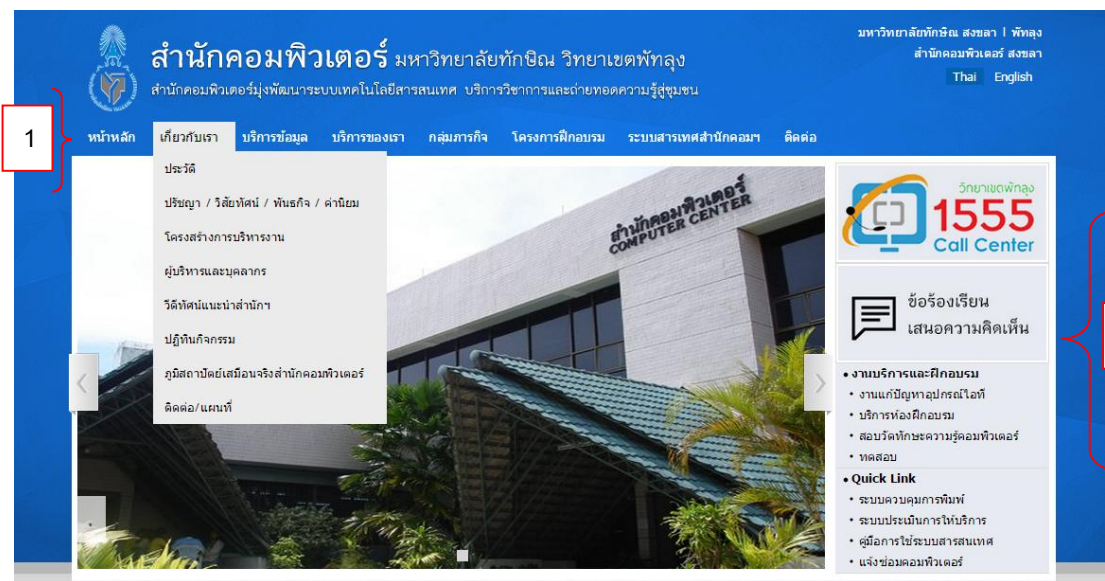 มหาวิทยาลัยทักษิณ สงขลา | พัทลุง
สำนักคอมพิวเตอร์ สงขลา
Thai English
สำนักคอมพิวเตอร์ มหาวิทยาลัยทักษิณ วิทยาเขตพัทลุง
สำนักคอมพิวเตอร์มุ่งพัฒนาระบบเทคโนโลยีสารสนเทศ บริการวิชาการและถ่ายทอดความรู้สู่ชุมชน
1
หน้าหลัก เกี่ยวกับเรา บริการข้อมูล บริการของเรา กลุ่มภารกิจ โครงการฝึกอบรม ระบบสารเทศสำนักคอมฯ ติดต่อ
ประวัติ
ปรัชญา / วิสัยทัศน์ / พันธกิจ / ค่านิยม
โครงสร้างการบริหารงาน
ผู้บริหารและบุคลากร
วีดีทัศน์แนะนำสำนักฯ
ปฏิทินกิจกรรม
ภูมิสถาปัตย์เสมือนจริงสำนักคอมพิวเตอร์
ติดต่อ/แผนที่
สำนักคอมพิวเตอร์
COMPUTER CENTER
วิทยาเขตพัทลุง
1555
Call Center
ข้อร้องเรียน
เสนอความคิดเห็น
• งานบริการและฝึกอบรม
• งานแก้ปัญหาอุปกรณ์ไอที
• บริการห้องฝึกอบรม
• สอบวัดทักษะความรู้คอมพิวเตอร์
• ทดสอบ
• Quick Link
• ระบบควบคุมการพิมพ์
• ระบบประเมินการให้บริการ
• คู่มือการใช้ระบบสารสนเทศ
• แจ้งซ่อมคอมพิวเตอร์